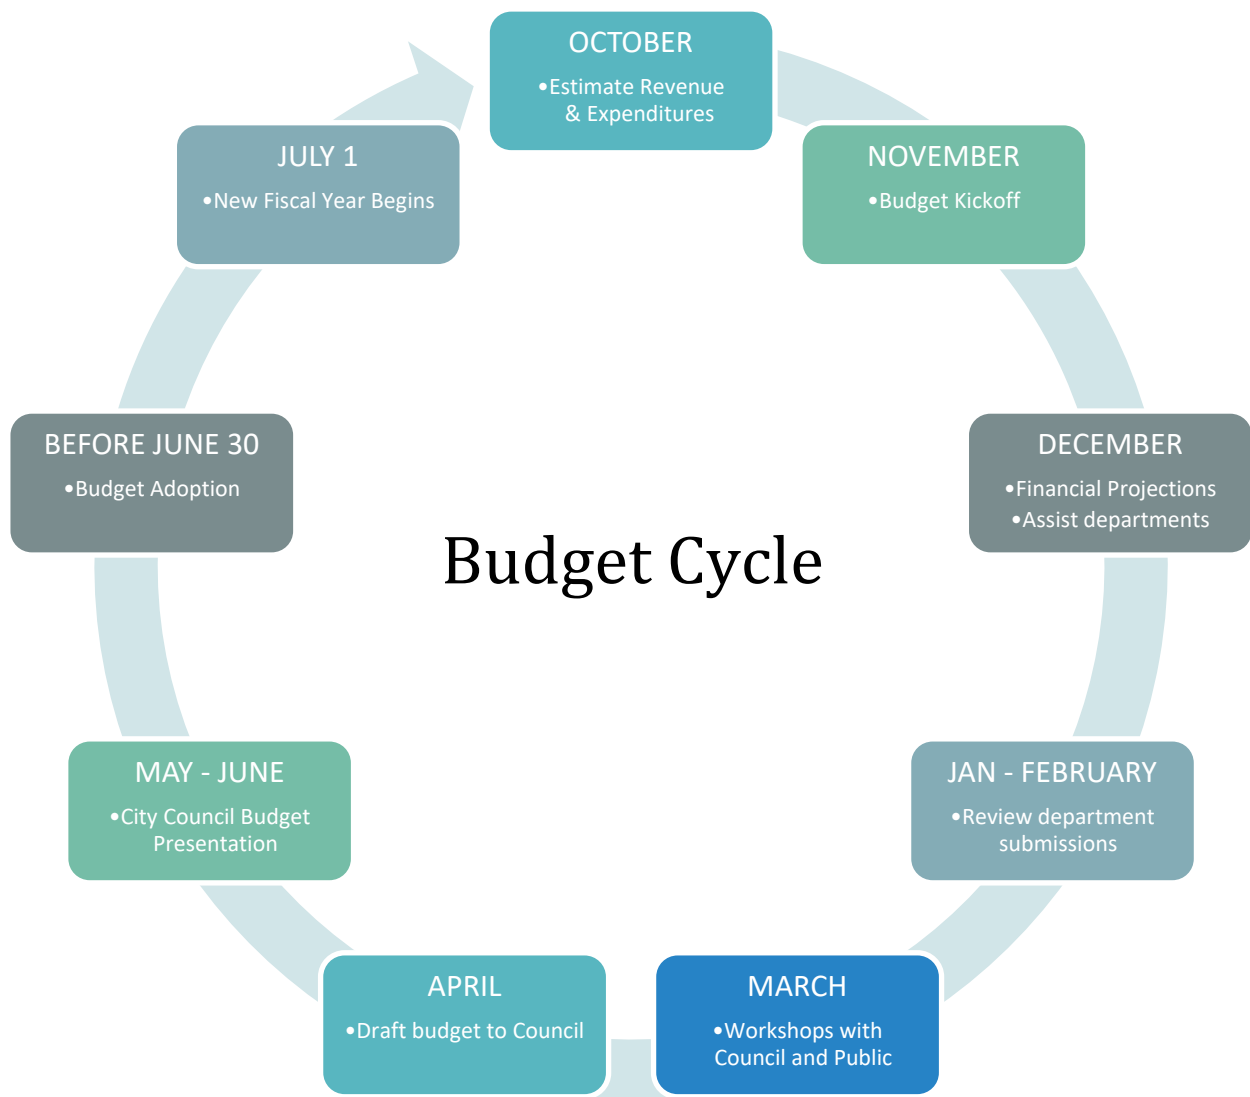 OCTOBER
•Estimate Revenue
& Expenditures
NOVEMBER
•Budget Kickoff
DECEMBER
•Financial Projections
•Assist departments
JAN - FEBRUARY
•Review department
submissions
MARCH
•Workshops with
Council and Public
APRIL
•Draft budget to Council
MAY - JUNE
•City Council Budget
Presentation
BEFORE JUNE 30
•Budget Adoption
JULY 1
•New Fiscal Year Begins
Budget Cycle